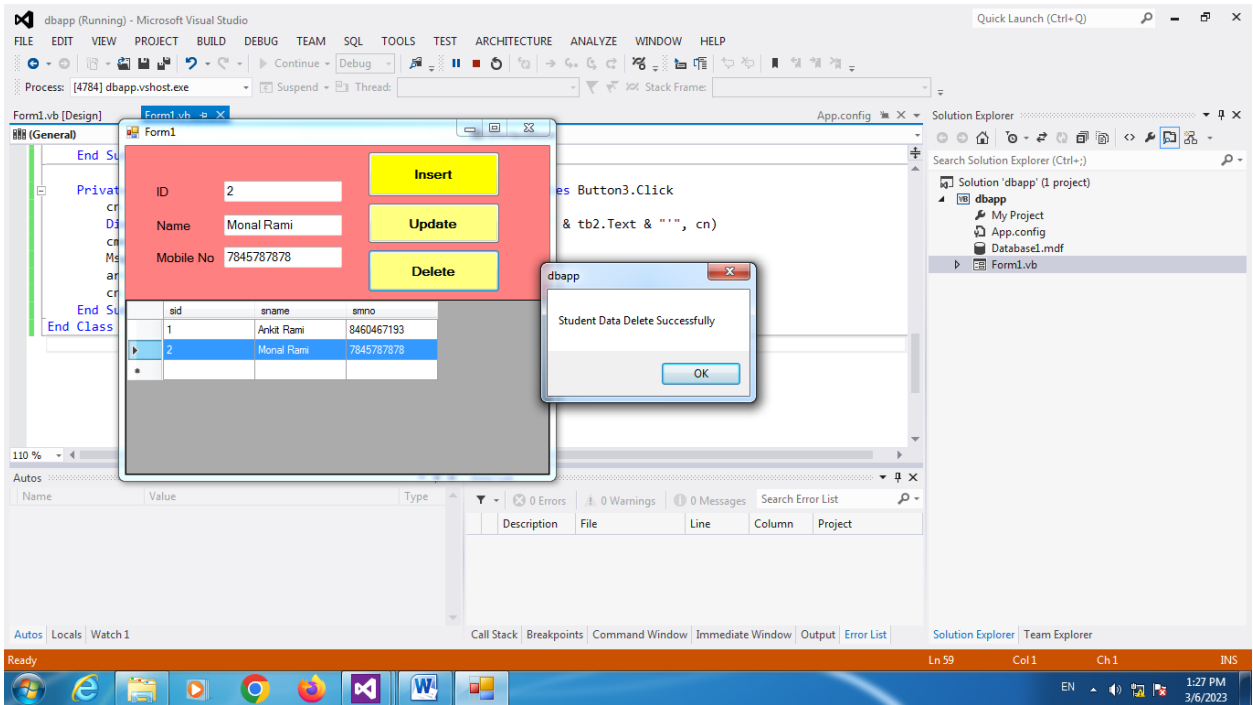 dbapp (Running) - Microsoft Visual Studio
Quick Launch (Ctrl+Q)
FILE EDIT VIEW PROJECT BUILD DEBUG TEAM SQL TOOLS TEST ARCHITECTURE ANALYZE WINDOW HELP
Continue Debug
Process: [4784] dbapp.vshost.exe Suspend Thread: Stack Frame:
Form1.vb [Design] Form1.vb App.config
(General)
Form1
End Su
Privat es Button3.Click
cn
Di & tb2.Text & "'", cn)
cm
Ms
ar
cn
End Su
End Class
ID 2
Name Monal Rami
Mobile No 7845787878
Insert
Update
Delete
sid sname smno
1 Ankit Rami 8460467193
2 Monal Rami 7845787878
dbapp
Student Data Delete Successfully
OK
110 %
Solution Explorer
Search Solution Explorer (Ctrl+;)
Solution 'dbapp' (1 project)
VB dbapp
My Project
App.config
Database1.mdf
Form1.vb
Autos
Name Value Type
0 Errors 0 Warnings 0 Messages Search Error List
Description File Line Column Project
Autos Locals Watch 1
Call Stack Breakpoints Command Window Immediate Window Output Error List
Solution Explorer Team Explorer
Ready Ln 59 Col 1 Ch 1 INS
EN
1:27 PM
3/6/2023